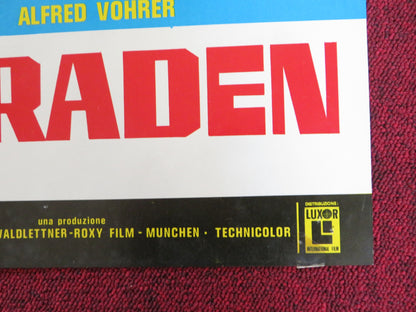 ALFRED VOHRER
RADEN
una produzione
WALDLETTNER-ROXY FILM - MUNCHEN · TECHNICOLOR
DISTRIBUZIONE:
LUXOR
INTERNATIONAL FILM